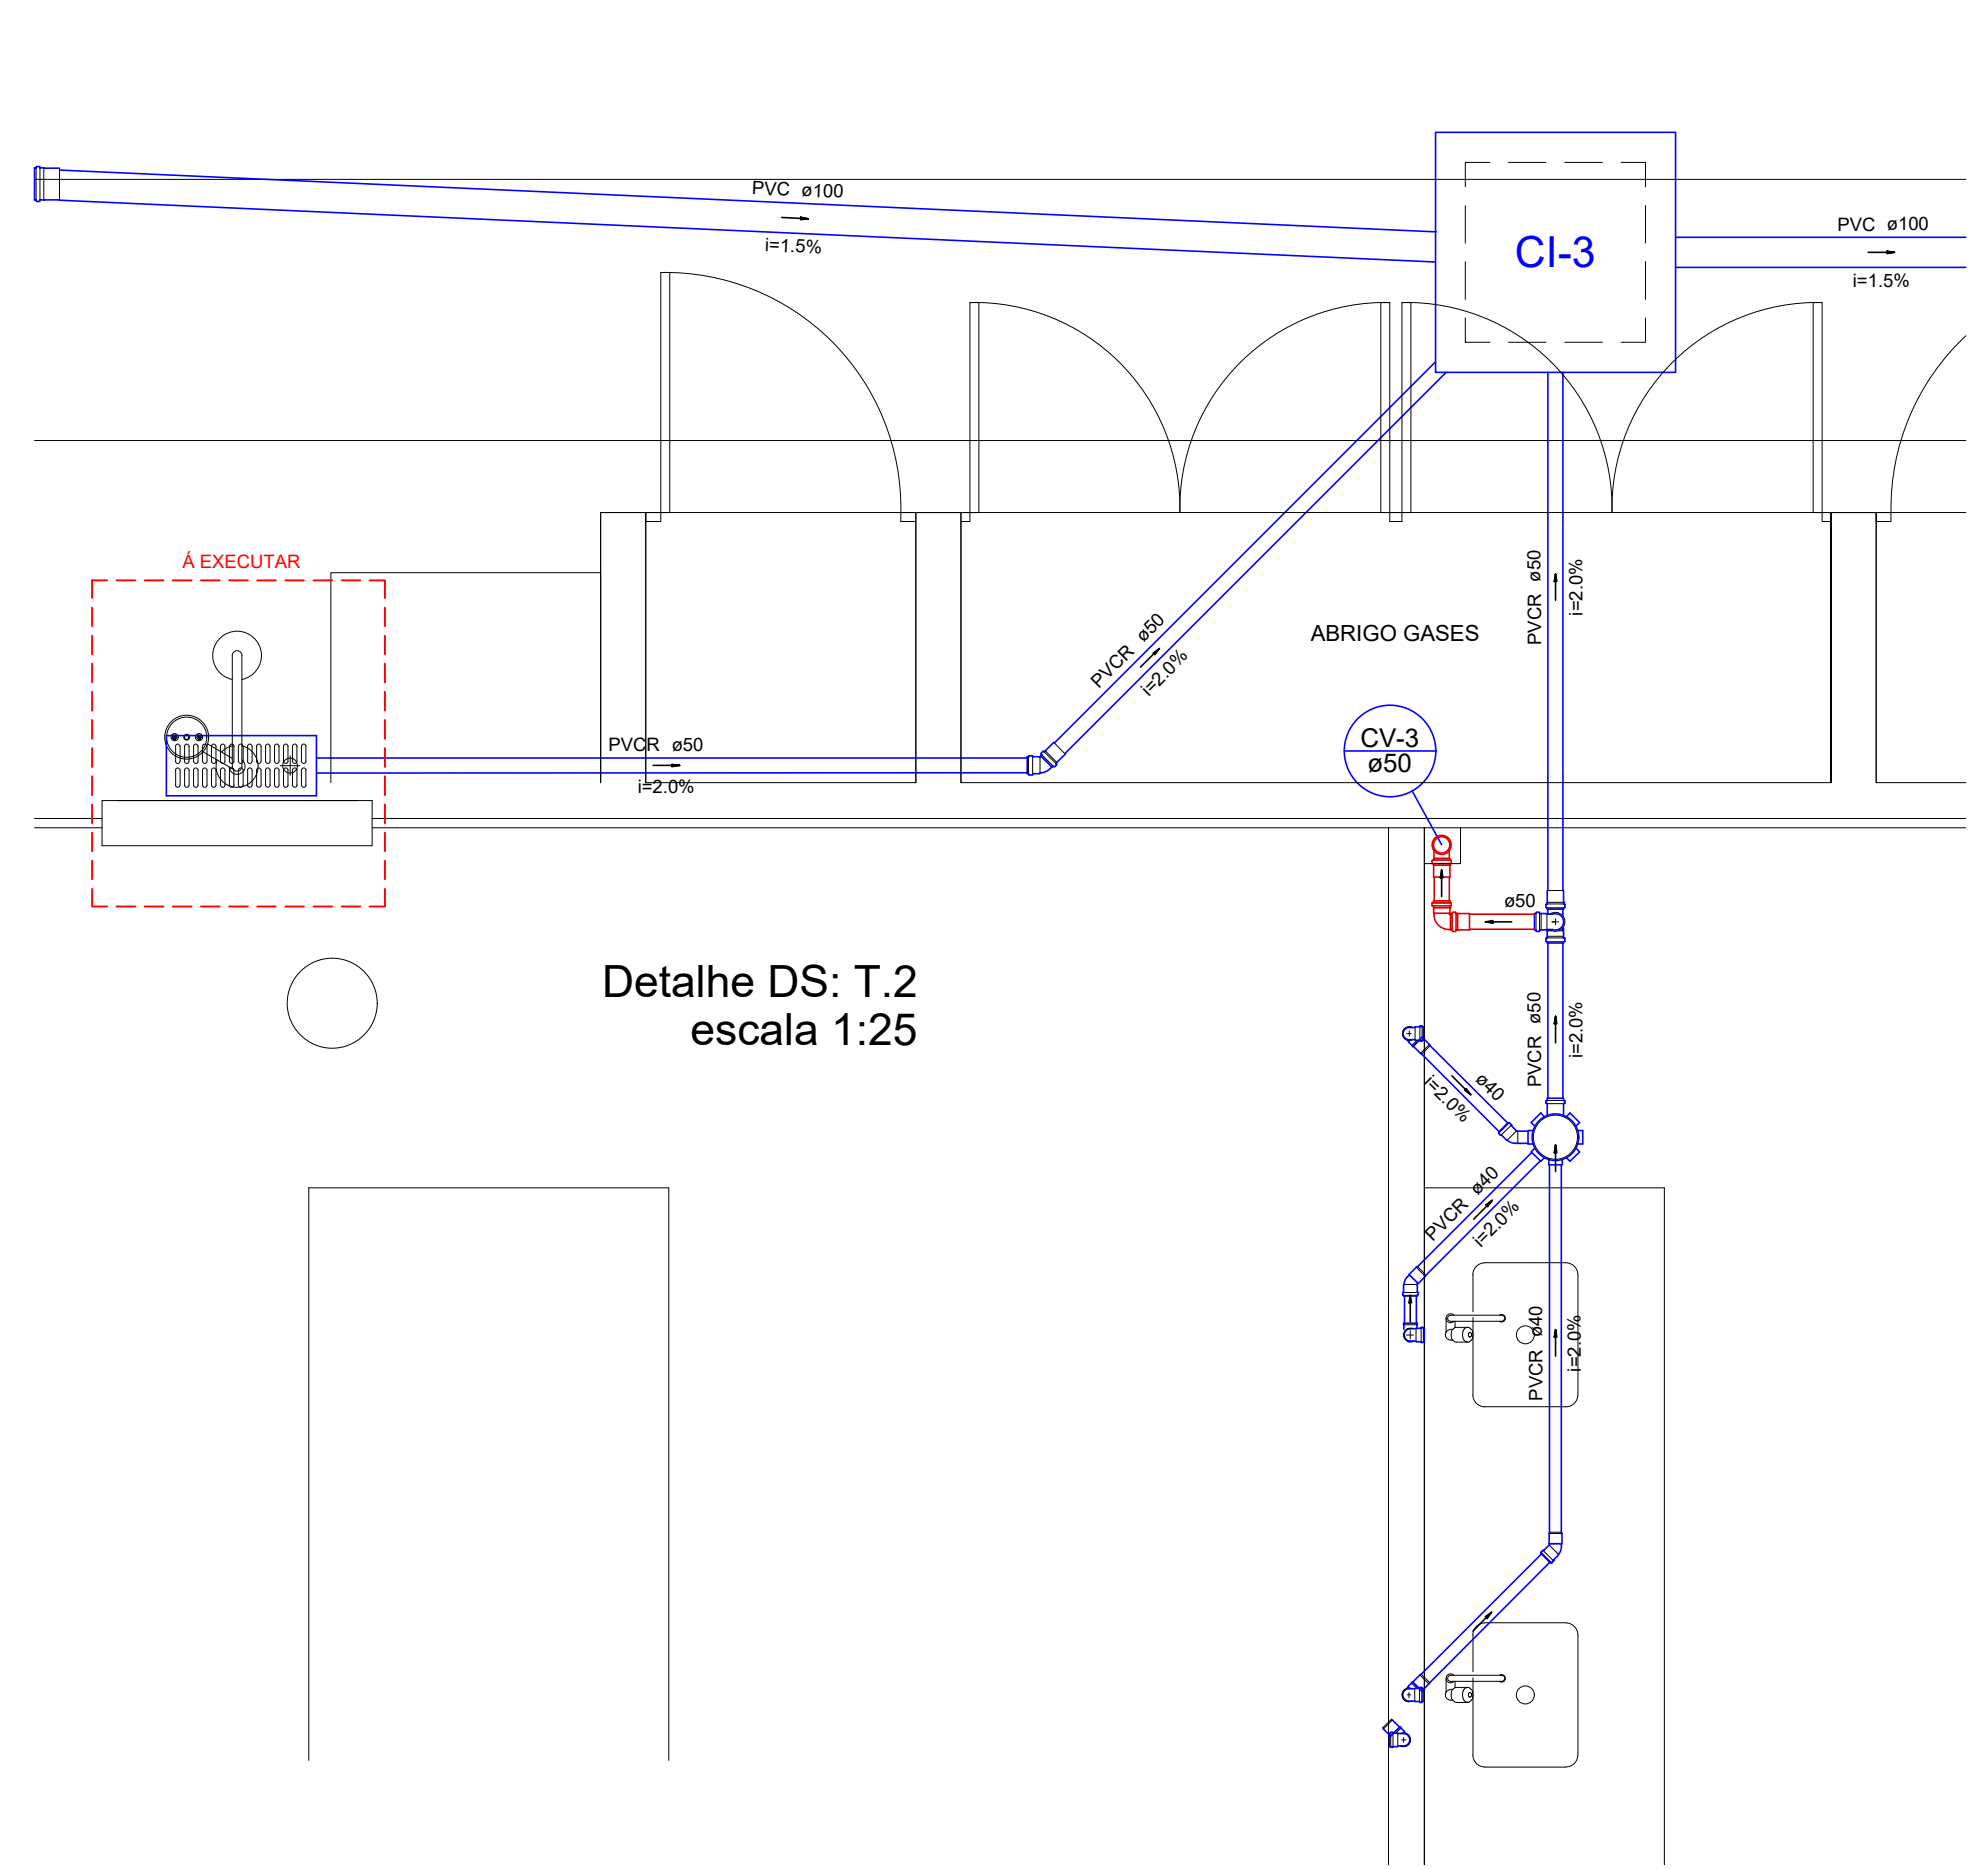 PVC ø100
i=1.5%
CI-3
PVC ø100
i=1.5%
Á EXECUTAR
PVCR ø50
i=2.0%
ABRIGO GASES
PVCR ø50
i=2.0%
PVCR ø50
i=2.0%
CV-3
ø50
ø50
Detalhe DS: T.2
escala 1:25
PVCR ø50
i=2.0%
ø40
i=2.0%
PVCR ø40
i=2.0%
PVCR ø40
i=2.0%